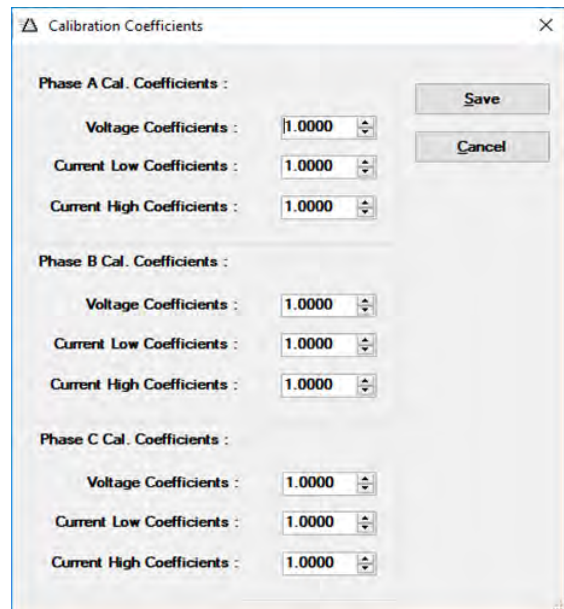 Calibration Coefficients
Phase A Cal. Coefficients :
Save
Voltage Coefficients : 1.0000
Cancel
Current Low Coefficients : 1.0000
Current High Coefficients : 1.0000
Phase B Cal. Coefficients :
Voltage Coefficients : 1.0000
Current Low Coefficients : 1.0000
Current High Coefficients : 1.0000
Phase C Cal. Coefficients :
Voltage Coefficients : 1.0000
Current Low Coefficients : 1.0000
Current High Coefficients : 1.0000